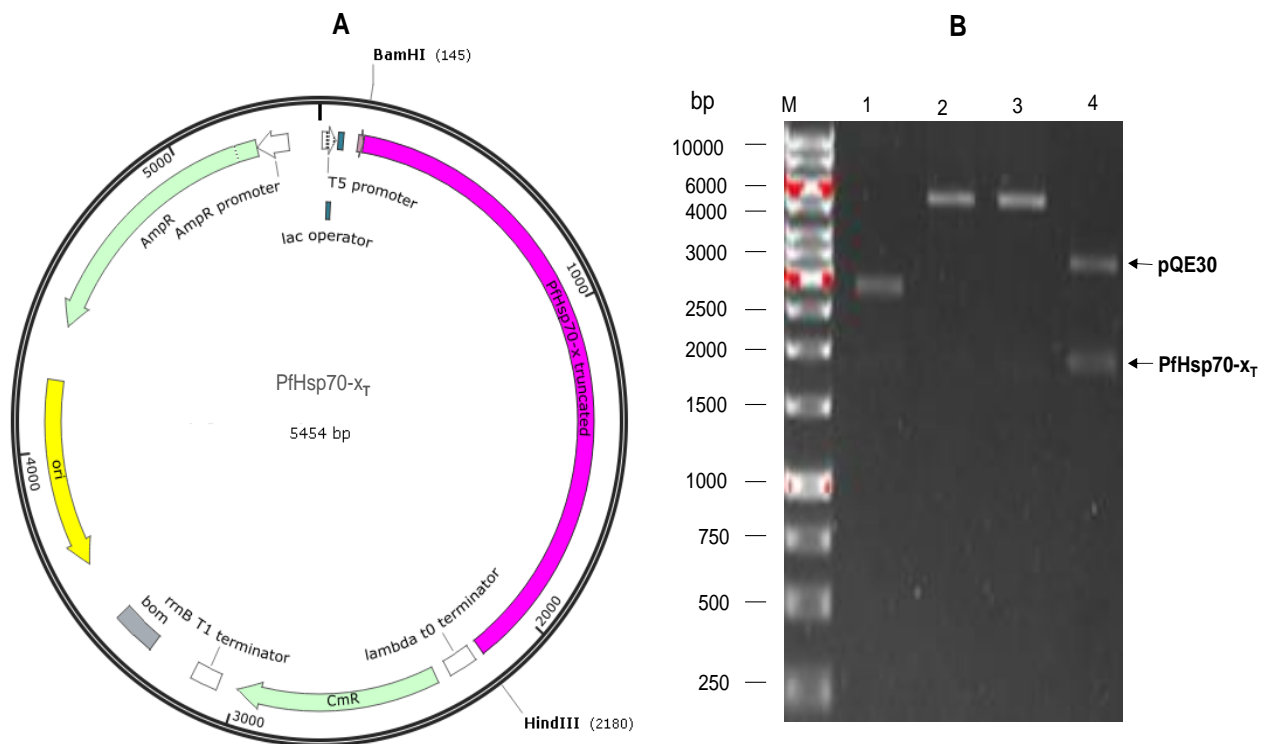 A
BamHI (145)
5000
AmpR
AmpR promoter
T5 promoter
lac operator
1000
PfHsp70-x truncated
PfHsp70-xT
5454 bp
4000
ori
bom
rrnB T1 terminator
lambda t0 terminator
2000
CmR
3000
HindIII (2180)
B
bp M 1 2 3 4
10000
6000
4000
3000
pQE30
2500
2000
PfHsp70-xT
1500
1000
750
500
250